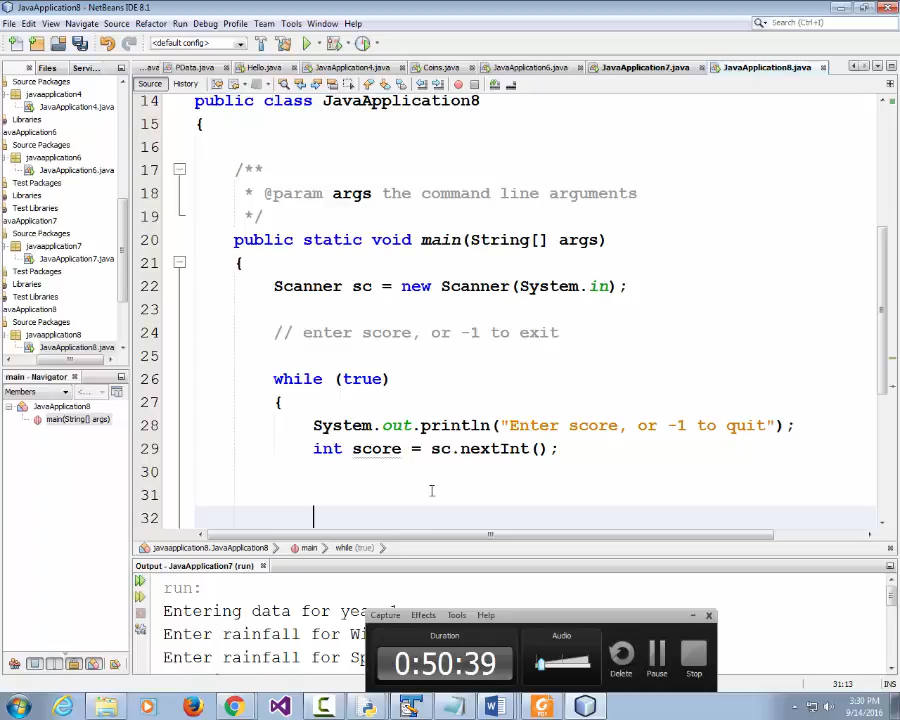 JavaApplication8 - NetBeans IDE 8.1
File Edit View Navigate Source Refactor Run Debug Profile Team Tools Window Help
Search (Ctrl+I)
<default config>
Files Servi...
...ava PData.java Hello.java JavaApplication4.java Coins.java JavaApplication6.java JavaApplication7.java JavaApplication8.java
Source History
Source Packages
javaapplication4
JavaApplication4.java
Libraries
avaApplication6
Source Packages
javaapplication6
JavaApplication6.java
Test Packages
Libraries
Test Libraries
avaApplication7
Source Packages
javaapplication7
JavaApplication7.java
Test Packages
Libraries
Test Libraries
avaApplication8
Source Packages
javaapplication8
JavaApplication8.java
14 public class JavaApplication8
15 {
16
17 /**
18 * @param args the command line arguments
19 */
20 public static void main(String[] args)
21 {
22 Scanner sc = new Scanner(System.in);
23
24 // enter score, or -1 to exit
25
26 while (true)
27 {
28 System.out.println("Enter score, or -1 to quit");
29 int score = sc.nextInt();
30
31
32
main - Navigator
Members
JavaApplication8
main(String[] args)
javaapplication8.JavaApplication8 main while (true)
Output - JavaApplication7 (run)
run:
Entering data for year 1
Enter rainfall for Wi
Enter rainfall for Sp
Capture Effects Tools Help
Duration
0:50:39
Audio
Delete Pause Stop
31:13 INS
3:30 PM
9/14/2016